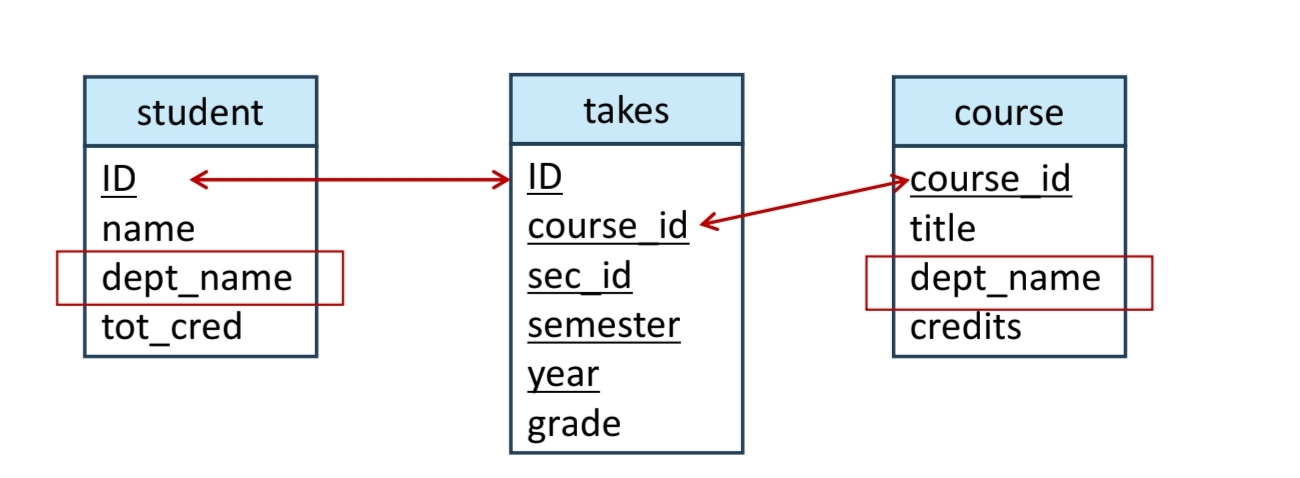 student
ID
name
dept_name
tot_cred
takes
ID
course_id
sec_id
semester
year
grade
course
course_id
title
dept_name
credits